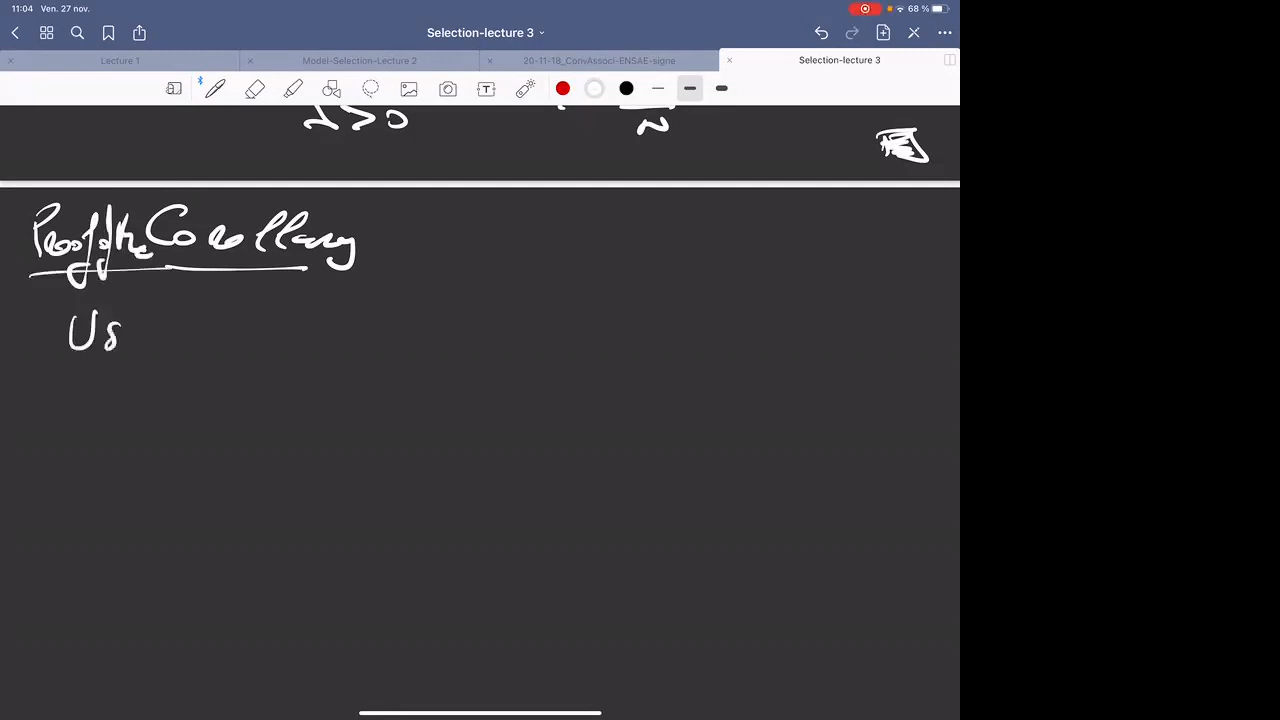 11:04 Ven. 27 nov. 68 %
Selection-lecture 3
Lecture 1 Model-Selection-Lecture 2 20-11-18_ConvAssoci-ENSAE-signe Selection-lecture 3
T
λ > 0
N
Proof of the Corollary
Us